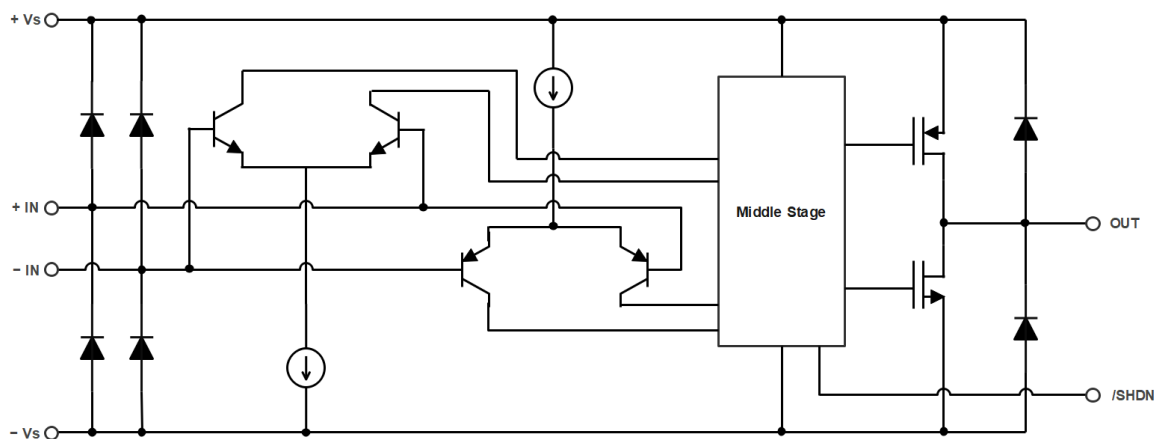 + Vs
+ IN
− IN
− Vs
Middle Stage
OUT
/SHDN